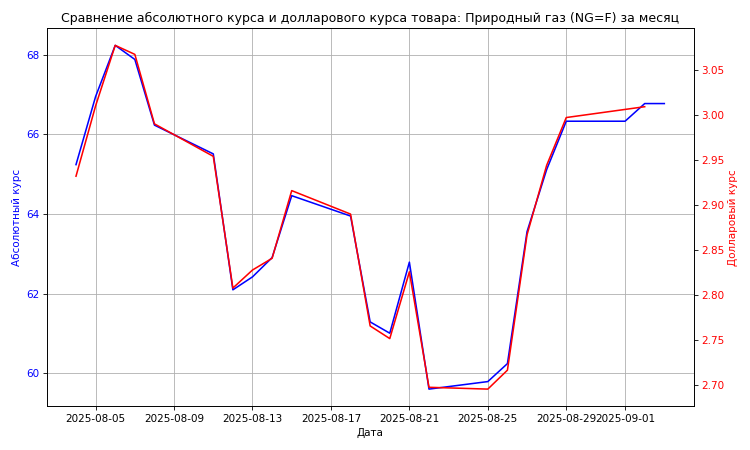 Сравнение абсолютного курса и долларового курса товара: Природный газ (NG=F) за месяц
68
66
64
62
60
Абсолютный курс
3.05
3.00
2.95
2.90
2.85
2.80
2.75
2.70
Долларовый курс
2025-08-05 2025-08-09 2025-08-13 2025-08-17 2025-08-21 2025-08-25 2025-08-29 2025-09-01
Дата